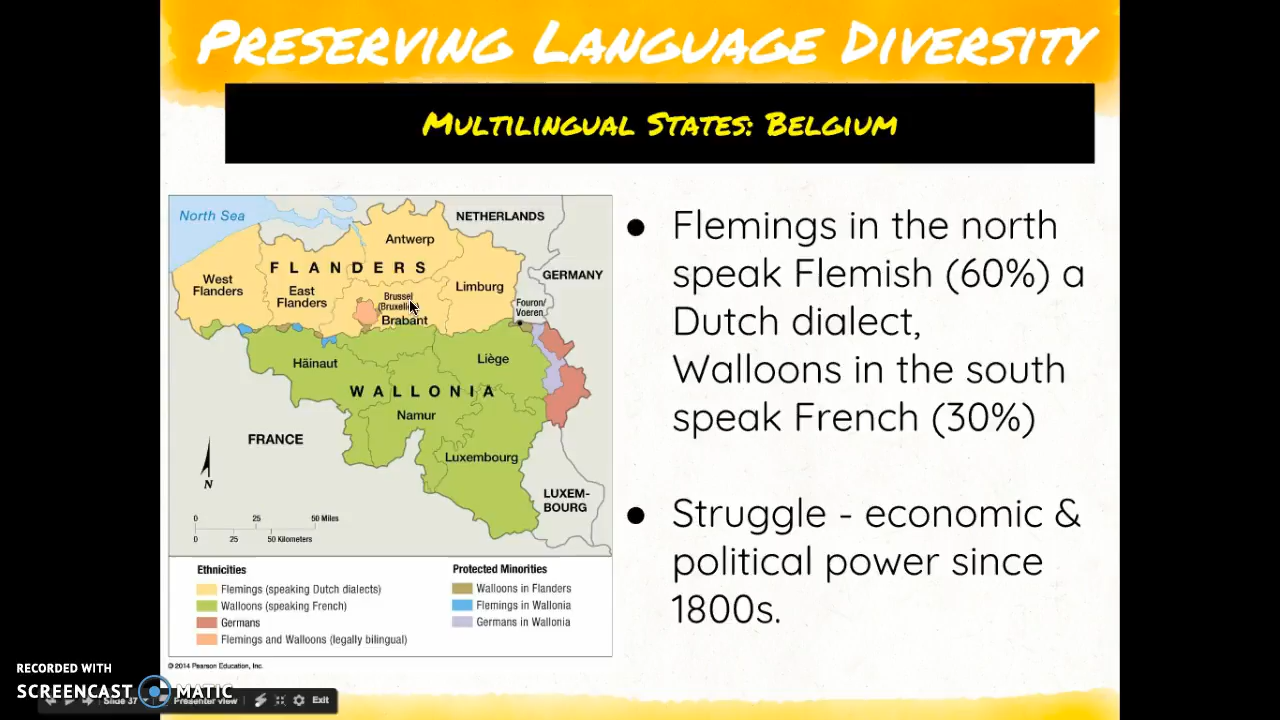 PRESERVING LANGUAGE DIVERSITY
MULTILINGUAL STATES: BELGIUM
North Sea
NETHERLANDS
Antwerp
FLANDERS
GERMANY
West
Flanders
East
Flanders
Limburg
Brussel
Brabant
Fouron/
Voeren
Häinaut
Liège
WALLONIA
Namur
FRANCE
Luxembourg
N
LUXEM-
BOURG
0 25 50 Miles
0 25 50 Kilometers
Ethnicities
Flemings (speaking Dutch dialects)
Walloons (speaking French)
Germans
Flemings and Walloons (legally bilingual)
Protected Minorities
Walloons in Flanders
Flemings in Wallonia
Germans in Wallonia
© 2014 Pearson Education, Inc.
● Flemings in the north
speak Flemish (60%) a
Dutch dialect,
Walloons in the south
speak French (30%)
● Struggle - economic &
political power since
1800s.
RECORDED WITH
SCREENCAST MATIC
Slide 37 Presenter view Exit